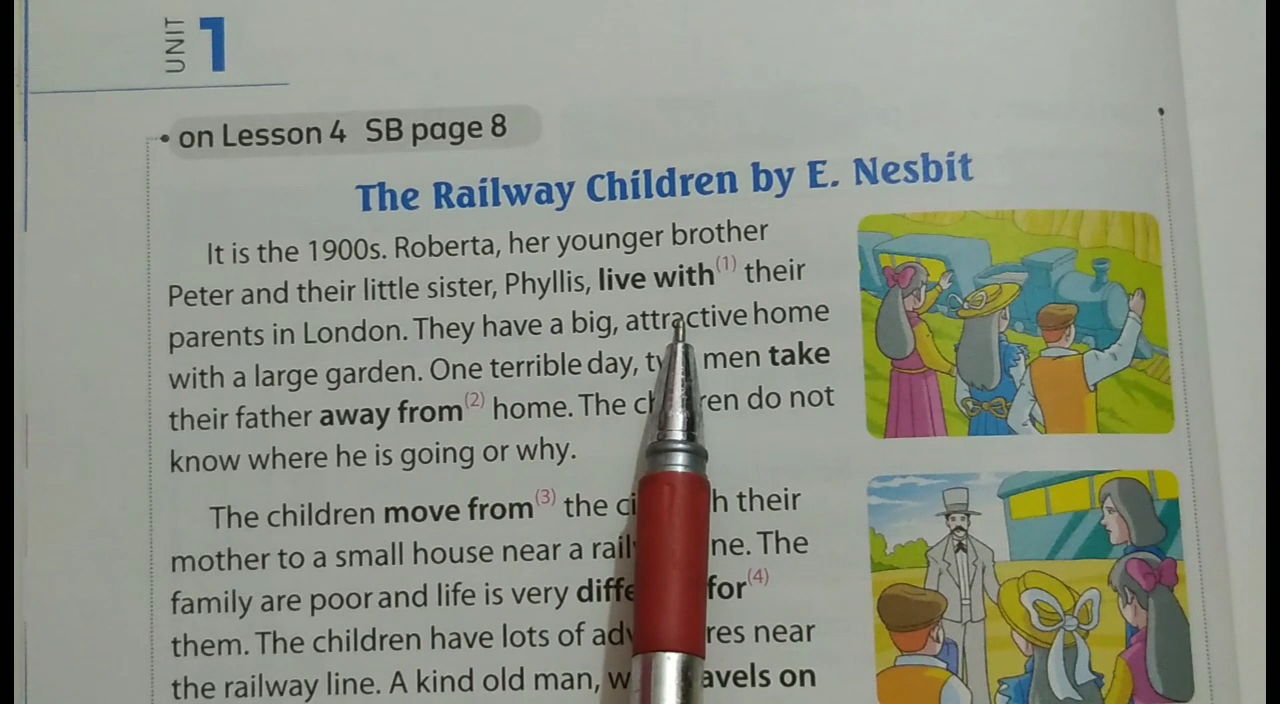 UNIT 1
• on Lesson 4 SB page 8
The Railway Children by E. Nesbit
It is the 1900s. Roberta, her younger brother
Peter and their little sister, Phyllis, live with(1) their
parents in London. They have a big, attractive home
with a large garden. One terrible day, men take
their father away from(2) home. The children do not
know where he is going or why.
The children move from(3) the their
mother to a small house near a The
family are poor and life is very for(4)
them. The children have lots of near
the railway line. A kind old man, on